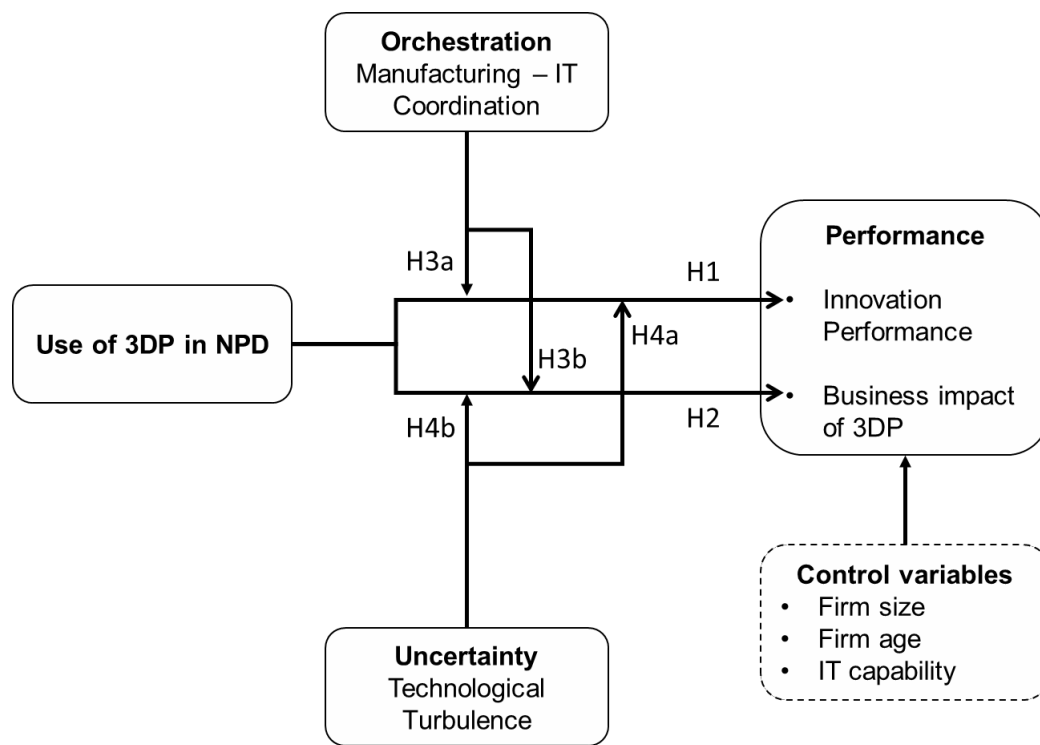 Orchestration
Manufacturing – IT
Coordination
H3a
H1
Performance
• Innovation
Performance
Use of 3DP in NPD
H3b
H4a
H4b
H2
• Business impact
of 3DP
Uncertainty
Technological
Turbulence
Control variables
• Firm size
• Firm age
• IT capability